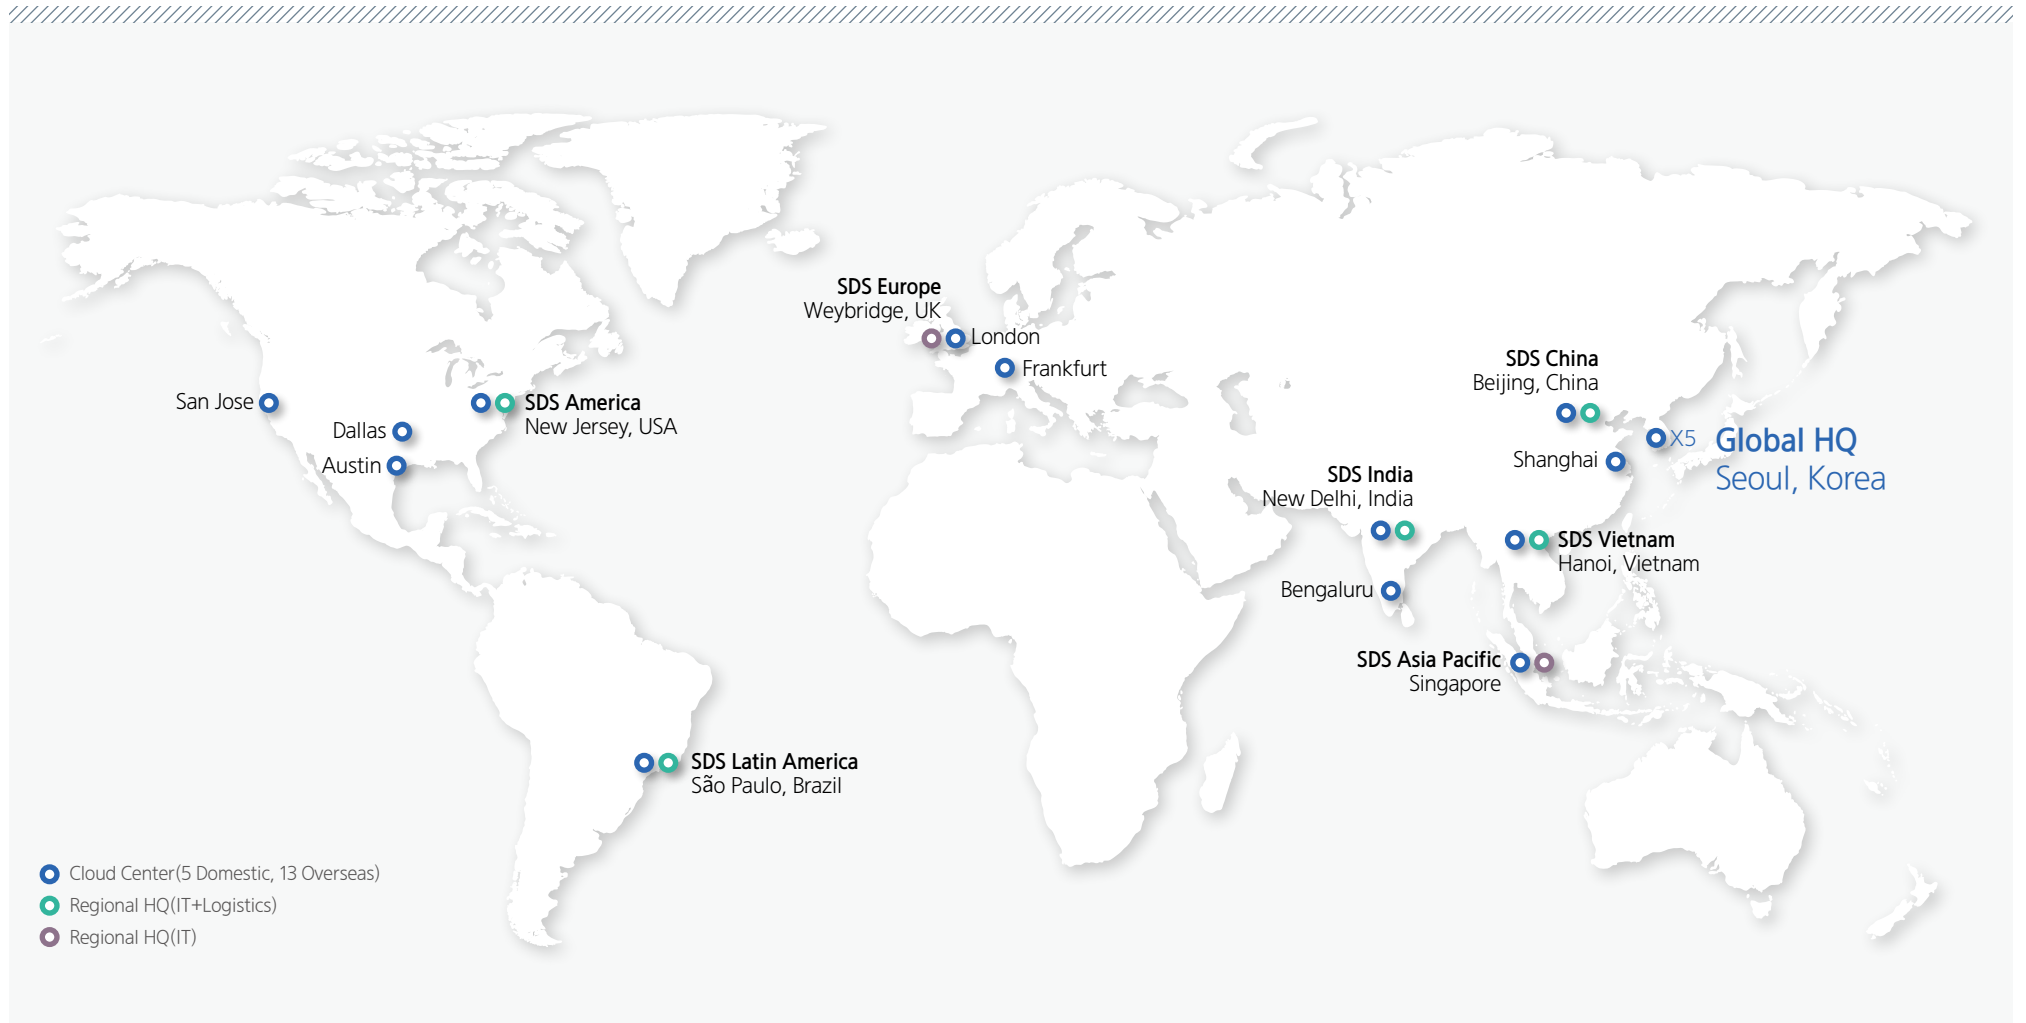 SDS Europe
Weybridge, UK
London
Frankfurt
SDS China
Beijing, China
San Jose
SDS America
New Jersey, USA
Dallas
Austin
X5
Global HQ
Seoul, Korea
Shanghai
SDS India
New Delhi, India
SDS Vietnam
Hanoi, Vietnam
Bengaluru
SDS Asia Pacific
Singapore
SDS Latin America
São Paulo, Brazil
Cloud Center(5 Domestic, 13 Overseas)
Regional HQ(IT+Logistics)
Regional HQ(IT)